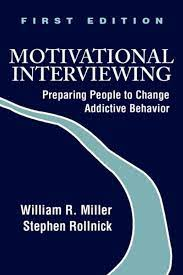 FIRST EDITION
MOTIVATIONAL
INTERVIEWING
Preparing People to Change
Addictive Behavior
William R. Miller
Stephen Rollnick